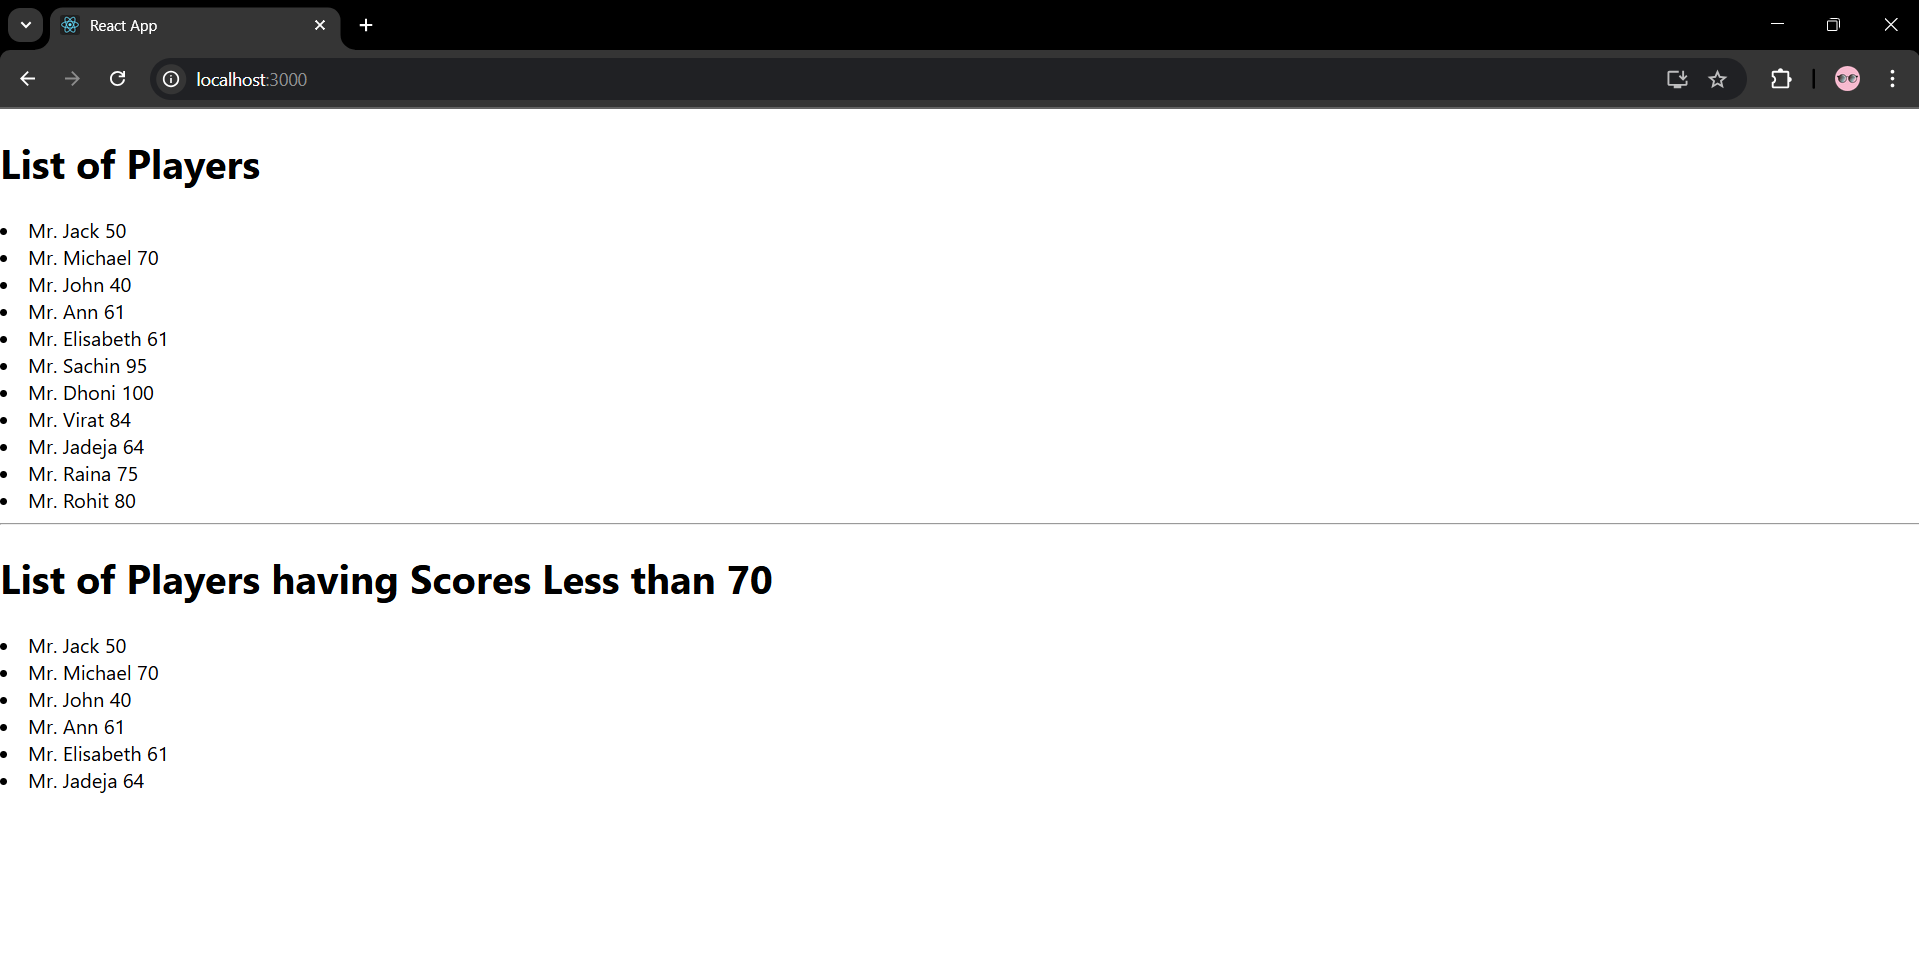 React App
localhost:3000
List of Players
Mr. Jack 50
Mr. Michael 70
Mr. John 40
Mr. Ann 61
Mr. Elisabeth 61
Mr. Sachin 95
Mr. Dhoni 100
Mr. Virat 84
Mr. Jadeja 64
Mr. Raina 75
Mr. Rohit 80
List of Players having Scores Less than 70
Mr. Jack 50
Mr. Michael 70
Mr. John 40
Mr. Ann 61
Mr. Elisabeth 61
Mr. Jadeja 64